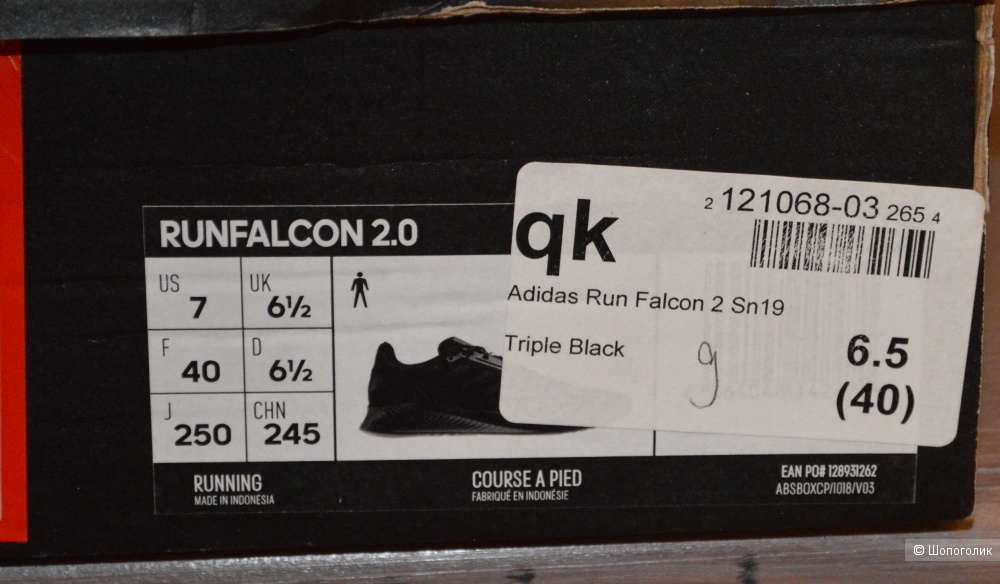 RUNFALCON 2.0
US 7
UK 6½
F 40
D 6½
J 250
CHN 245
RUNNING
MADE IN INDONESIA
COURSE A PIED
FABRIQUÉ EN INDONÉSIE
EAN PO# 128931262
ABSBOXCP/1018/V03
qk
2 121068-03 265 4
Adidas Run Falcon 2 Sn19
Triple Black
g
6.5
(40)
© Шопоголик